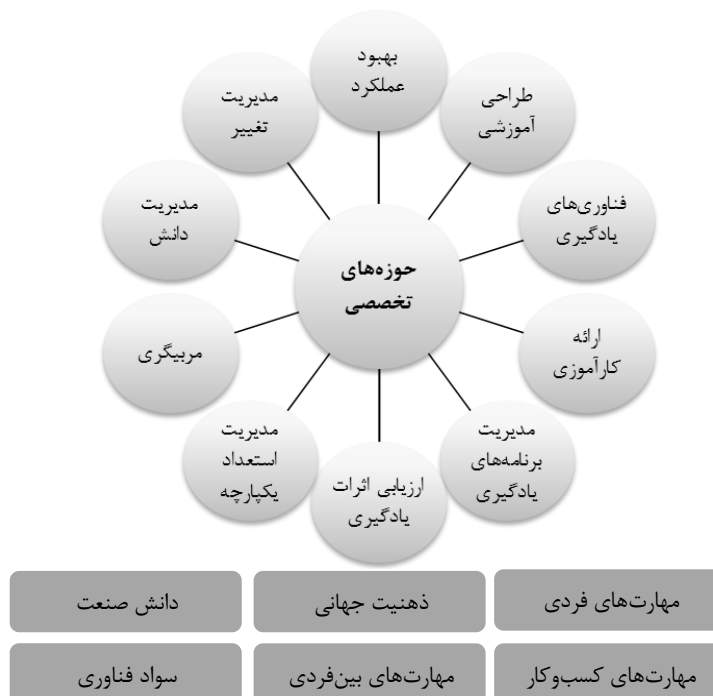 بهبود
عملکرد
طراحی
آموزشی
فناوری‌های
یادگیری
ارائه
کارآموزی
مدیریت
برنامه‌های
یادگیری
ارزیابی اثرات
یادگیری
مدیریت
استعداد
یکپارچه
مربیگری
مدیریت
دانش
مدیریت
تغییر
حوزه‌های
تخصصی
مهارت‌های فردی
ذهنیت جهانی
دانش صنعت
مهارت‌های کسب‌وکار
مهارت‌های بین‌فردی
سواد فناوری